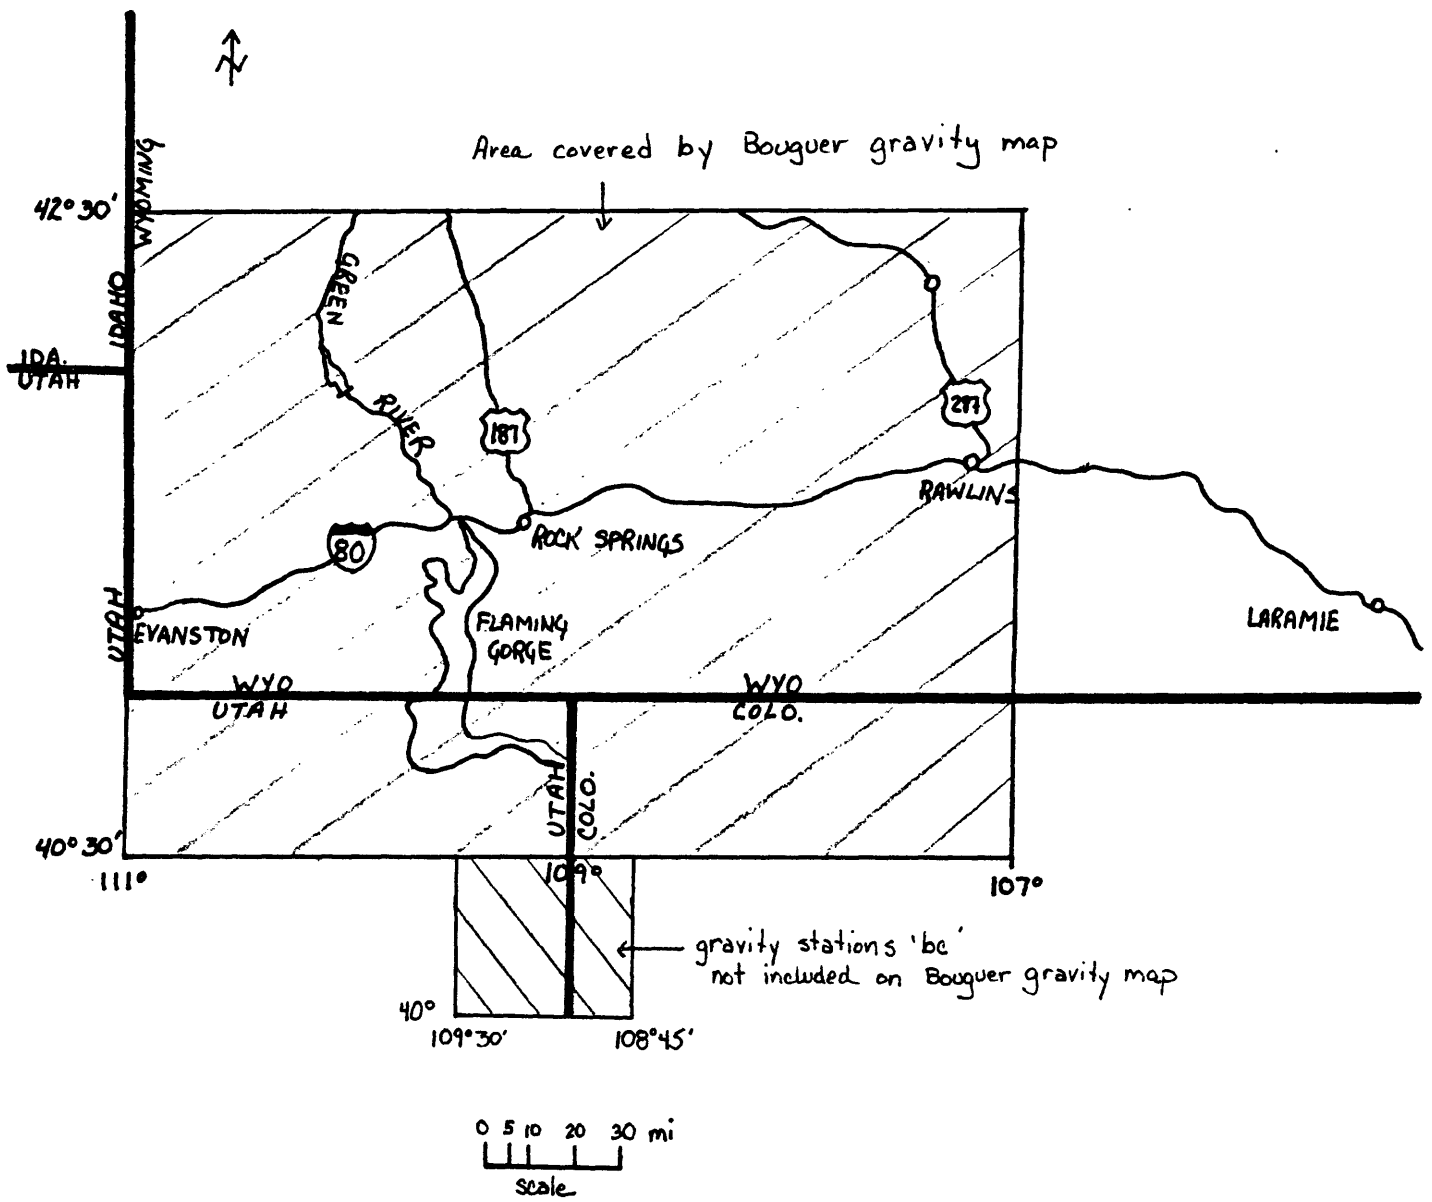 N
WYOMING
Area covered by Bouguer gravity map
42°30'
IDAHO
GREEN
IDA.
UTAH
RIVER
187
287
RAWLINS
ROCK SPRINGS
80
UTAH
EVANSTON
FLAMING
GORGE
LARAMIE
WYO
UTAH
WYO
COLO.
UTAH
COLO.
40°30'
111°
109°
107°
gravity stations 'bc'
not included on Bouguer gravity map
40°
109°30'
108°45'
0 5 10 20 30 mi
scale